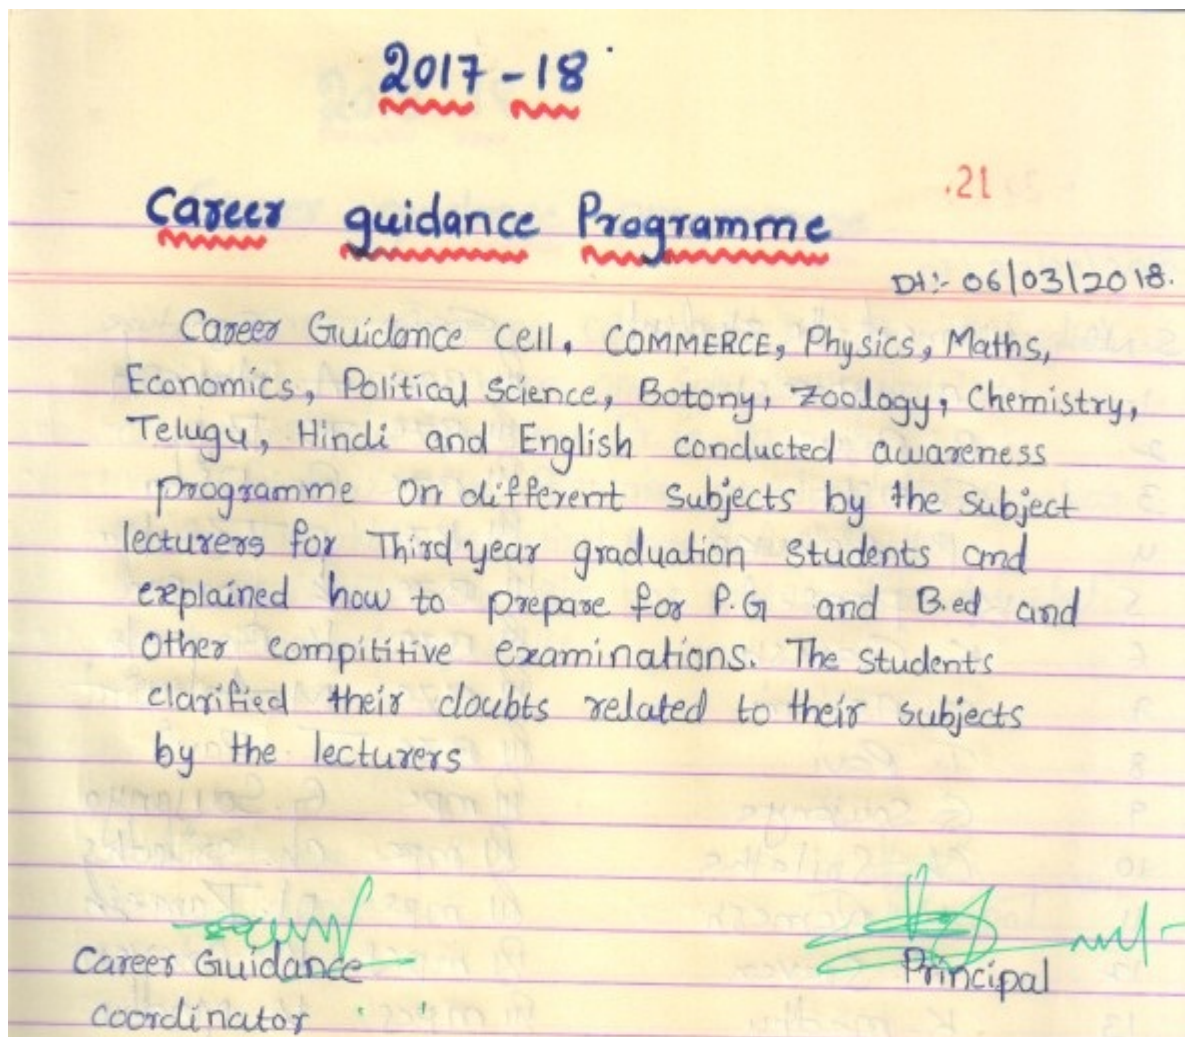 2017-18
.21
Career guidance Programme
Dt:- 06/03/2018.
Career Guidance Cell, COMMERCE, Physics, Maths,
Economics, Political Science, Botony, Zoology, Chemistry,
Telugu, Hindi and English conducted awareness
programme on different subjects by the subject
lecturers for Third year graduation students and
explained how to prepare for P.G and B.ed and
other compititive examinations. The students
clarified their doubts related to their subjects
by the lecturers
Career Guidance
coordinator
Principal